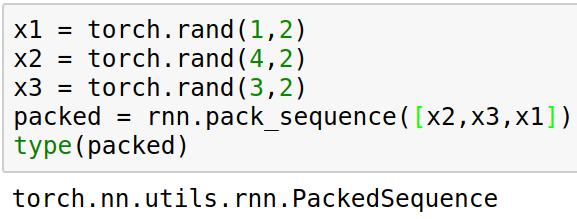 x1 = torch.rand(1,2)
x2 = torch.rand(4,2)
x3 = torch.rand(3,2)
packed = rnn.pack_sequence([x2,x3,x1])
type(packed)
torch.nn.utils.rnn.PackedSequence